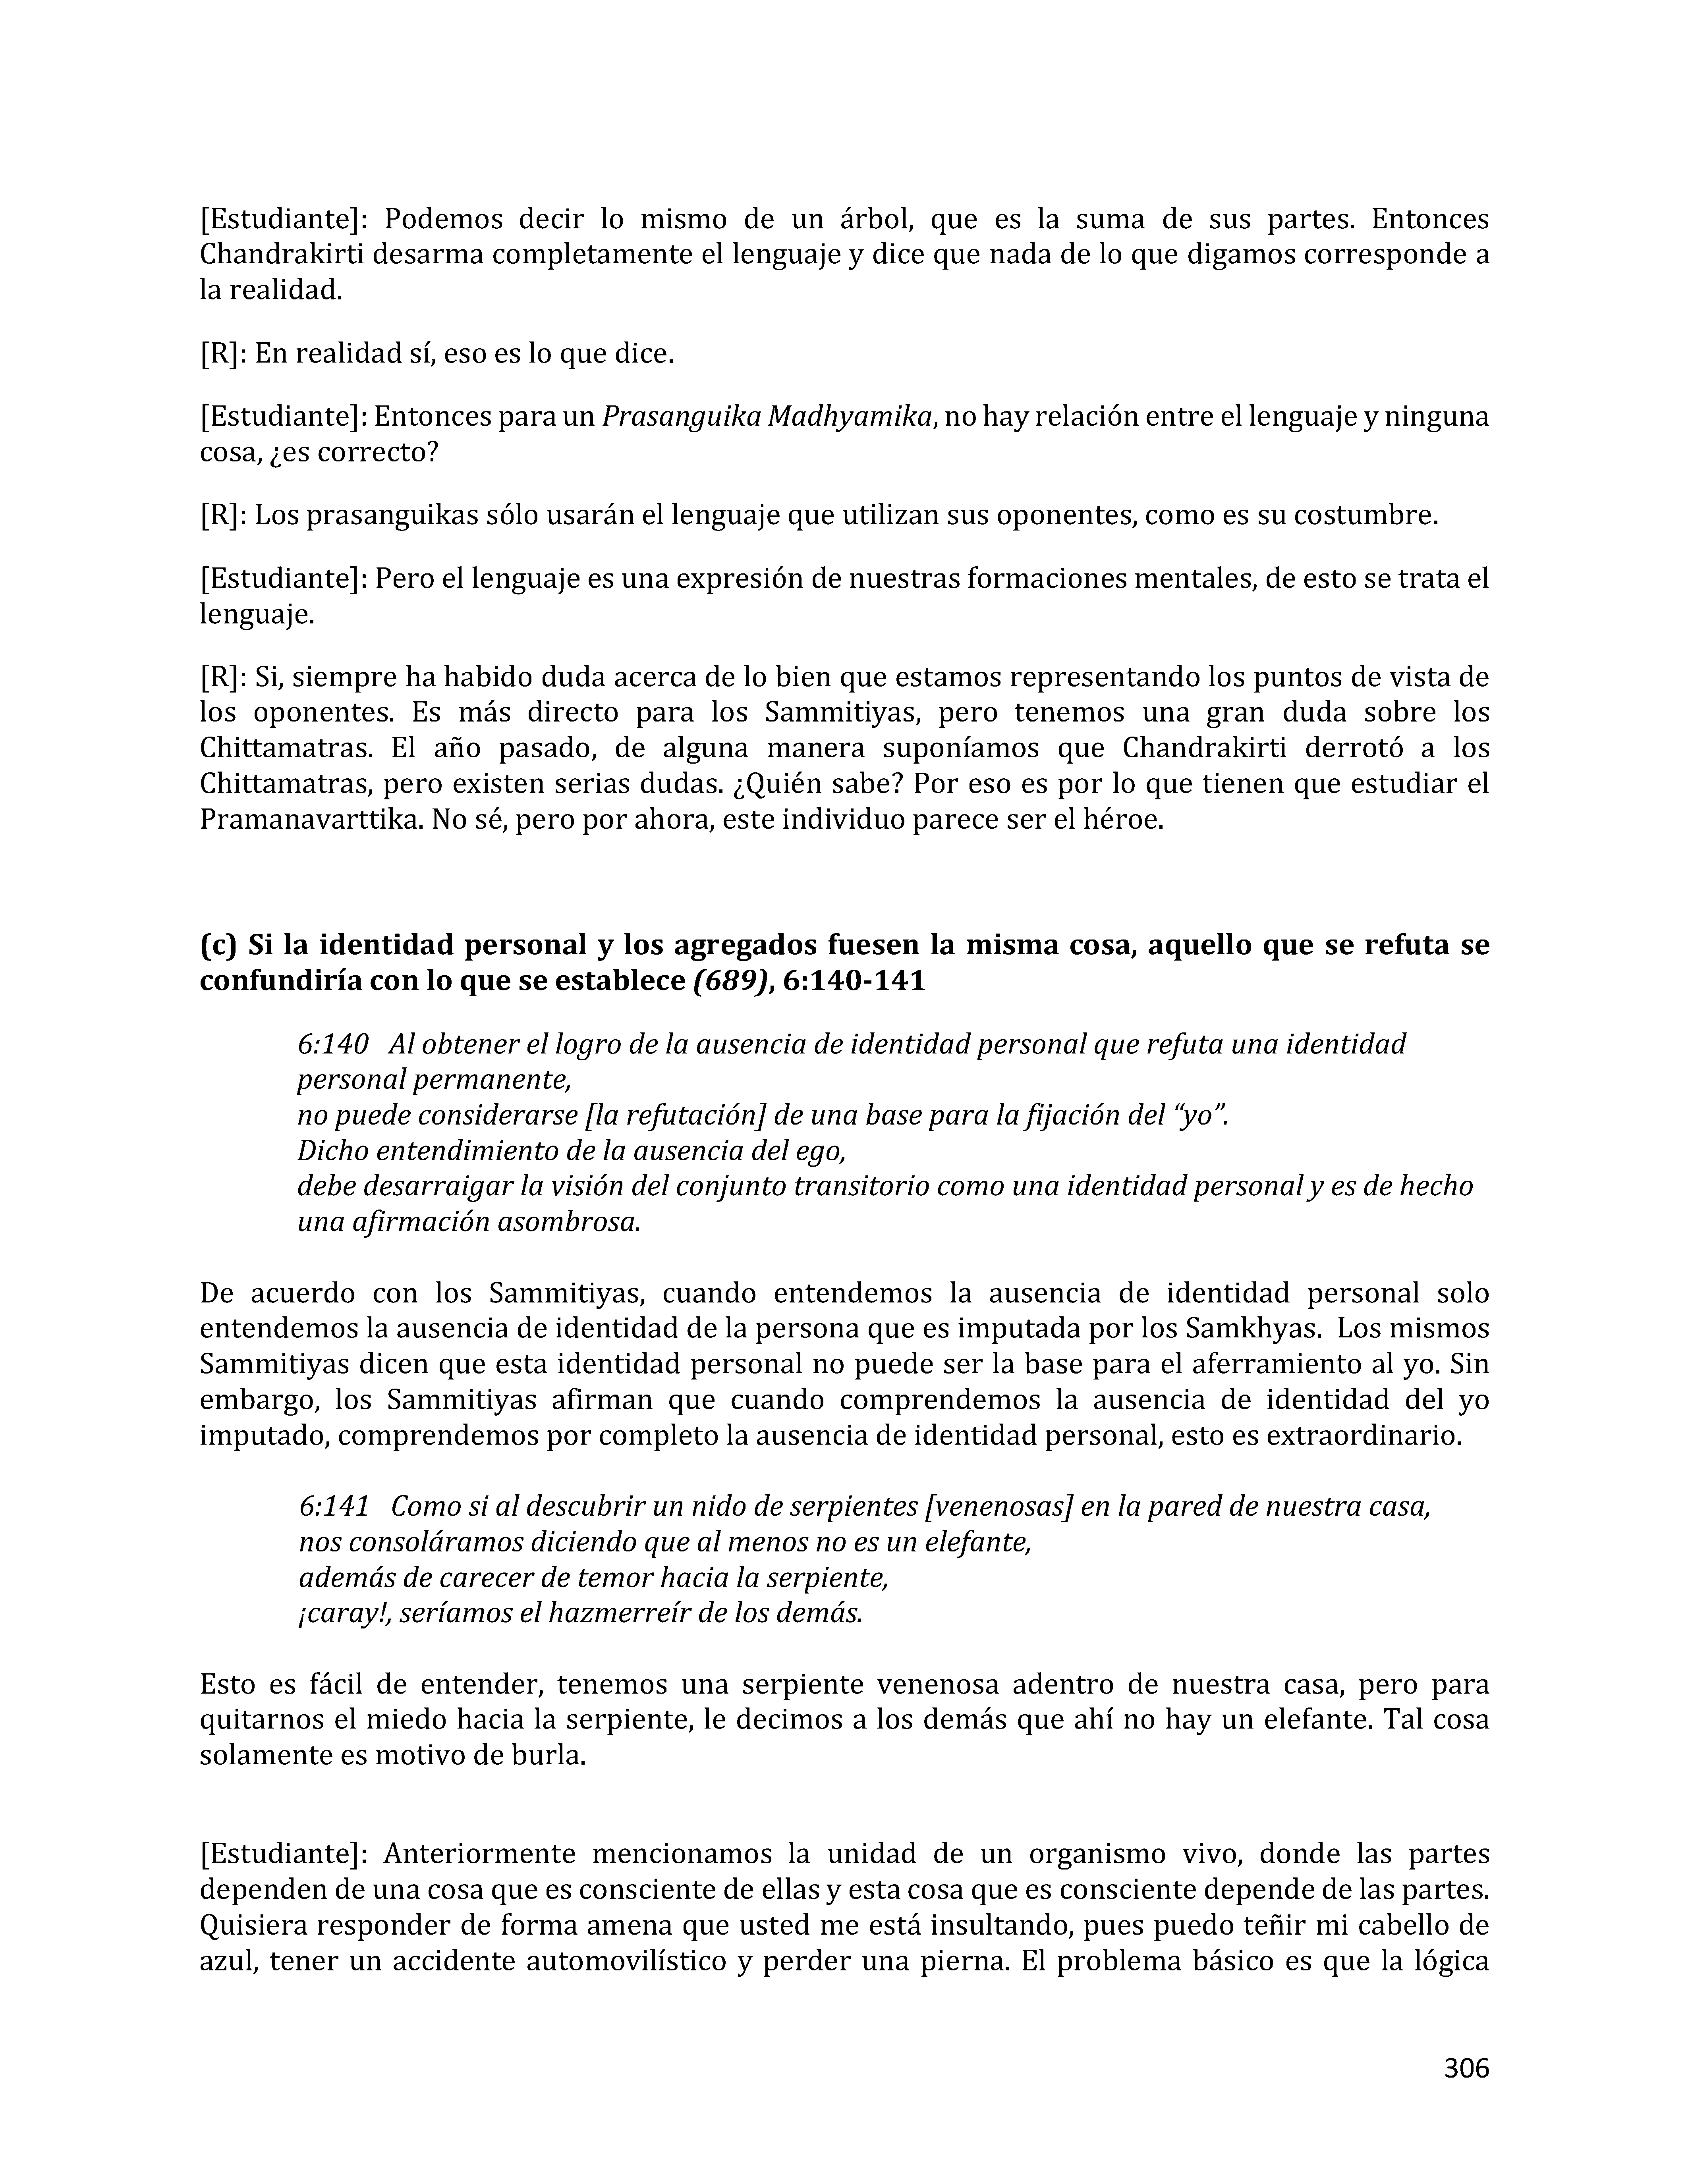 [Estudiante]: Podemos decir lo mismo de un árbol, que es la suma de sus partes. Entonces
Chandrakirti desarma completamente el lenguaje y dice que nada de lo que digamos corresponde a
la realidad.
[R]: En realidad sí, eso es lo que dice.
[Estudiante]: Entonces para un Prasanguika Madhyamika, no hay relación entre el lenguaje y ninguna
cosa, ¿es correcto?
[R]: Los prasanguikas sólo usarán el lenguaje que utilizan sus oponentes, como es su costumbre.
[Estudiante]: Pero el lenguaje es una expresión de nuestras formaciones mentales, de esto se trata el
lenguaje.
[R]: Si, siempre ha habido duda acerca de lo bien que estamos representando los puntos de vista de
los oponentes. Es más directo para los Sammitiyas, pero tenemos una gran duda sobre los
Chittamatras. El año pasado, de alguna manera suponíamos que Chandrakirti derrotó a los
Chittamatras, pero existen serias dudas. ¿Quién sabe? Por eso es por lo que tienen que estudiar el
Pramanavarttika. No sé, pero por ahora, este individuo parece ser el héroe.
(c) Si la identidad personal y los agregados fuesen la misma cosa, aquello que se refuta se
confundiría con lo que se establece (689), 6:140-141
6:140 Al obtener el logro de la ausencia de identidad personal que refuta una identidad
personal permanente,
no puede considerarse [la refutación] de una base para la fijación del “yo”.
Dicho entendimiento de la ausencia del ego,
debe desarraigar la visión del conjunto transitorio como una identidad personal y es de hecho
una afirmación asombrosa.
De acuerdo con los Sammitiyas, cuando entendemos la ausencia de identidad personal solo
entendemos la ausencia de identidad de la persona que es imputada por los Samkhyas. Los mismos
Sammitiyas dicen que esta identidad personal no puede ser la base para el aferramiento al yo. Sin
embargo, los Sammitiyas afirman que cuando comprendemos la ausencia de identidad del yo
imputado, comprendemos por completo la ausencia de identidad personal, esto es extraordinario.
6:141 Como si al descubrir un nido de serpientes [venenosas] en la pared de nuestra casa,
nos consoláramos diciendo que al menos no es un elefante,
además de carecer de temor hacia la serpiente,
¡caray!, seríamos el hazmerreír de los demás.
Esto es fácil de entender, tenemos una serpiente venenosa adentro de nuestra casa, pero para
quitarnos el miedo hacia la serpiente, le decimos a los demás que ahí no hay un elefante. Tal cosa
solamente es motivo de burla.
[Estudiante]: Anteriormente mencionamos la unidad de un organismo vivo, donde las partes
dependen de una cosa que es consciente de ellas y esta cosa que es consciente depende de las partes.
Quisiera responder de forma amena que usted me está insultando, pues puedo teñir mi cabello de
azul, tener un accidente automovilístico y perder una pierna. El problema básico es que la lógica
306